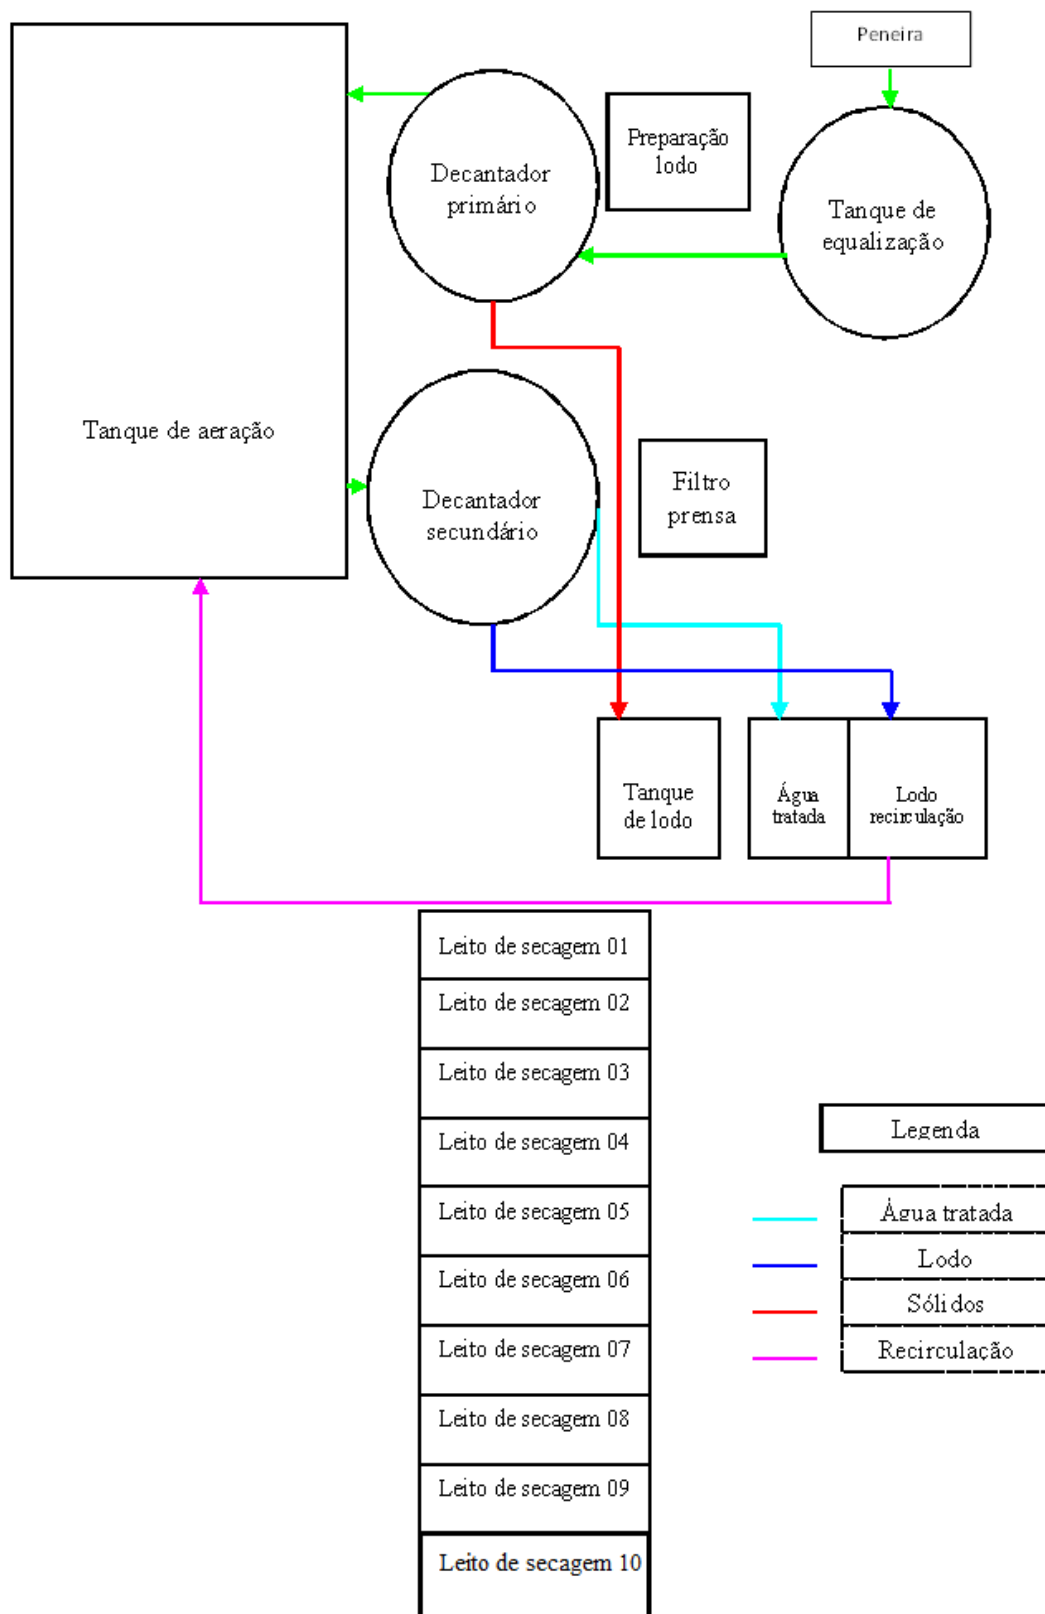 Peneira
Preparação
lodo
Decantador
primário
Tanque de
equalização
Tanque de aeração
Decantador
secundário
Filtro
prensa
Tanque
de lodo
Água
tratada
Lodo
recirculação
Leito de secagem 01
Leito de secagem 02
Leito de secagem 03
Leito de secagem 04
Leito de secagem 05
Leito de secagem 06
Leito de secagem 07
Leito de secagem 08
Leito de secagem 09
Leito de secagem 10
Legenda
Água tratada
Lodo
Sólidos
Recirculação